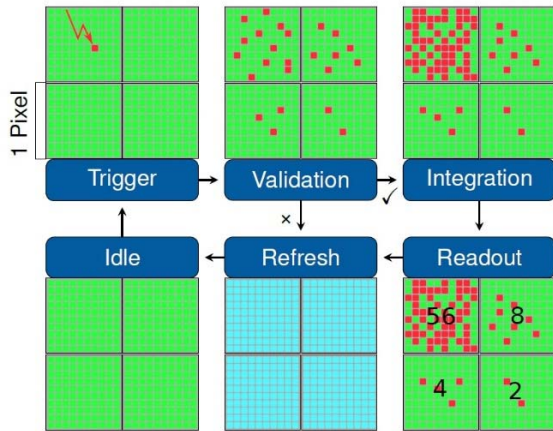 1 Pixel
Trigger
Validation
Integration
✓
×
Idle
Refresh
Readout
56
8
4
2